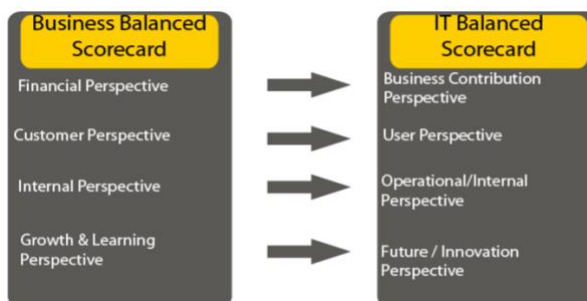 Business Balanced
Scorecard
Financial Perspective
Customer Perspective
Internal Perspective
Growth & Learning
Perspective
IT Balanced
Scorecard
Business Contribution
Perspective
User Perspective
Operational/Internal
Perspective
Future / Innovation
Perspective